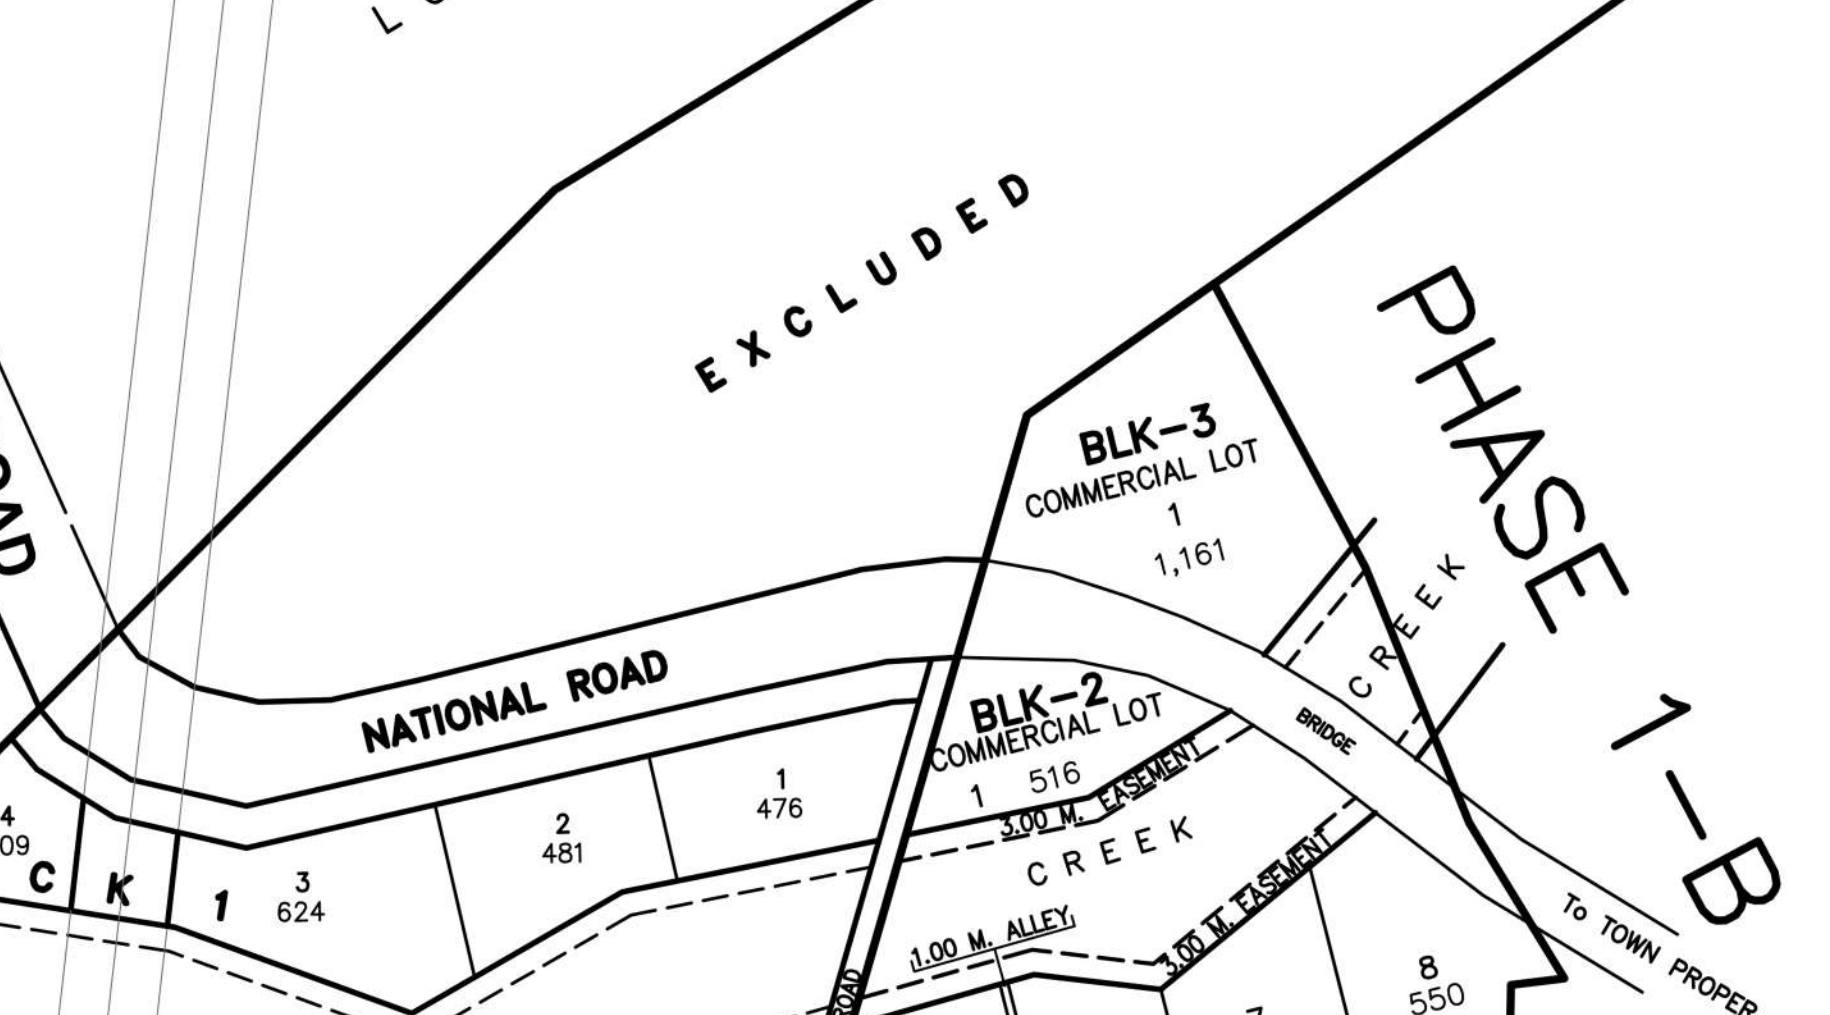 EXCLUDED
PHASE 1-B
BLK-3
COMMERCIAL LOT
1
1,161
CREEK
NATIONAL ROAD
BLK-2
COMMERCIAL LOT
1 516
3.00 M. EASEMENT
BRIDGE
CREEK
3.00 M. EASEMENT
1.00 M. ALLEY
ROAD
To TOWN PROPER
1
476
2
481
3
624
4
09
C K 1
8
550
7